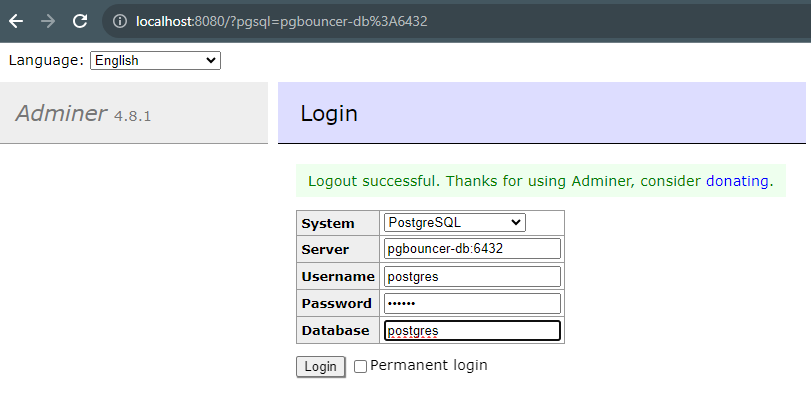 localhost:8080/?pgsql=pgbouncer-db%3A6432
Language: English
Adminer 4.8.1
Login
Logout successful. Thanks for using Adminer, consider donating.
System PostgreSQL
Server pgbouncer-db:6432
Username postgres
Password ••••••
Database postgres
Login Permanent login